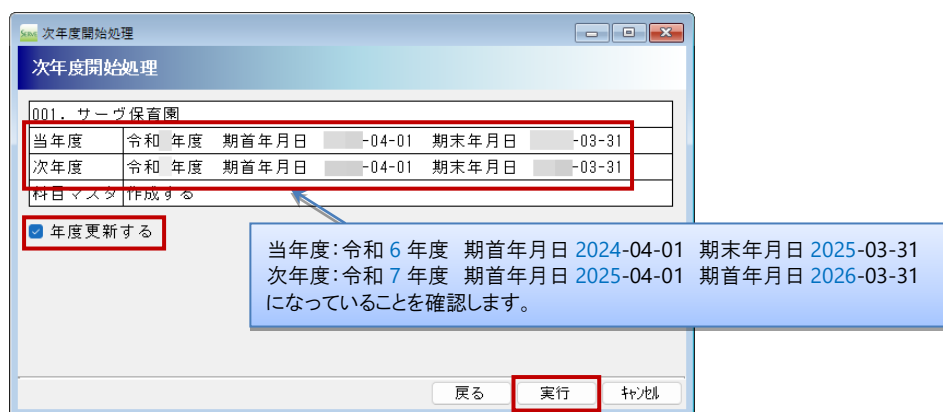 SERVE 次年度開始処理
次年度開始処理
001. サーヴ保育園
当年度 令和 年度 期首年月日 -04-01 期末年月日 -03-31
次年度 令和 年度 期首年月日 -04-01 期末年月日 -03-31
科目マスタ 作成する
年度更新する
当年度：令和 6 年度 期首年月日 2024-04-01 期末年月日 2025-03-31
次年度：令和 7 年度 期首年月日 2025-04-01 期首年月日 2026-03-31
になっていることを確認します。
戻る 実行 ｷｬﾝｾﾙ